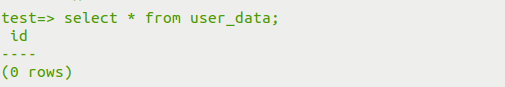 test=> select * from user_data;
 id
----
(0 rows)